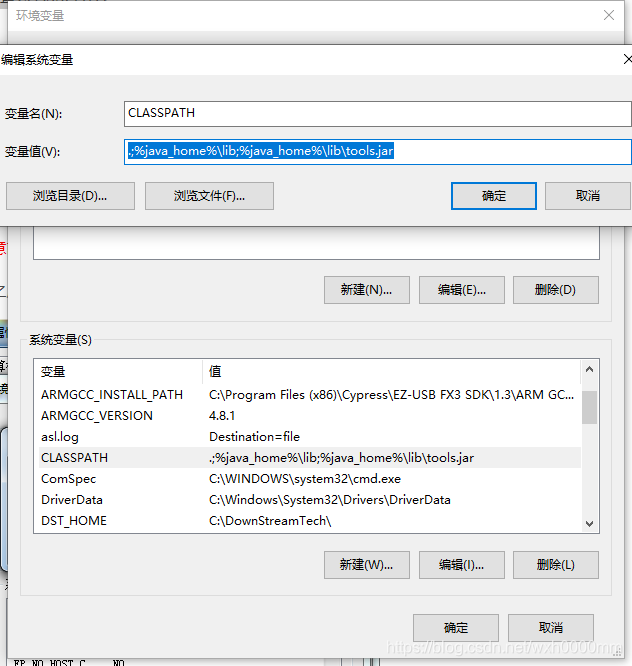 环境变量
编辑系统变量
变量名(N):
CLASSPATH
变量值(V):
.;%java_home%\lib;%java_home%\lib\tools.jar
浏览目录(D)...
浏览文件(F)...
确定
取消
新建(N)...
编辑(E)...
删除(D)
系统变量(S)
变量 值
ARMGCC_INSTALL_PATH C:\Program Files (x86)\Cypress\EZ-USB FX3 SDK\1.3\ARM GC...
ARMGCC_VERSION 4.8.1
asl.log Destination=file
CLASSPATH .;%java_home%\lib;%java_home%\lib\tools.jar
ComSpec C:\WINDOWS\system32\cmd.exe
DriverData C:\Windows\System32\Drivers\DriverData
DST_HOME C:\DownStreamTech\
新建(W)...
编辑(I)...
删除(L)
确定
取消
https://blog.csdn.net/wxh0000mm